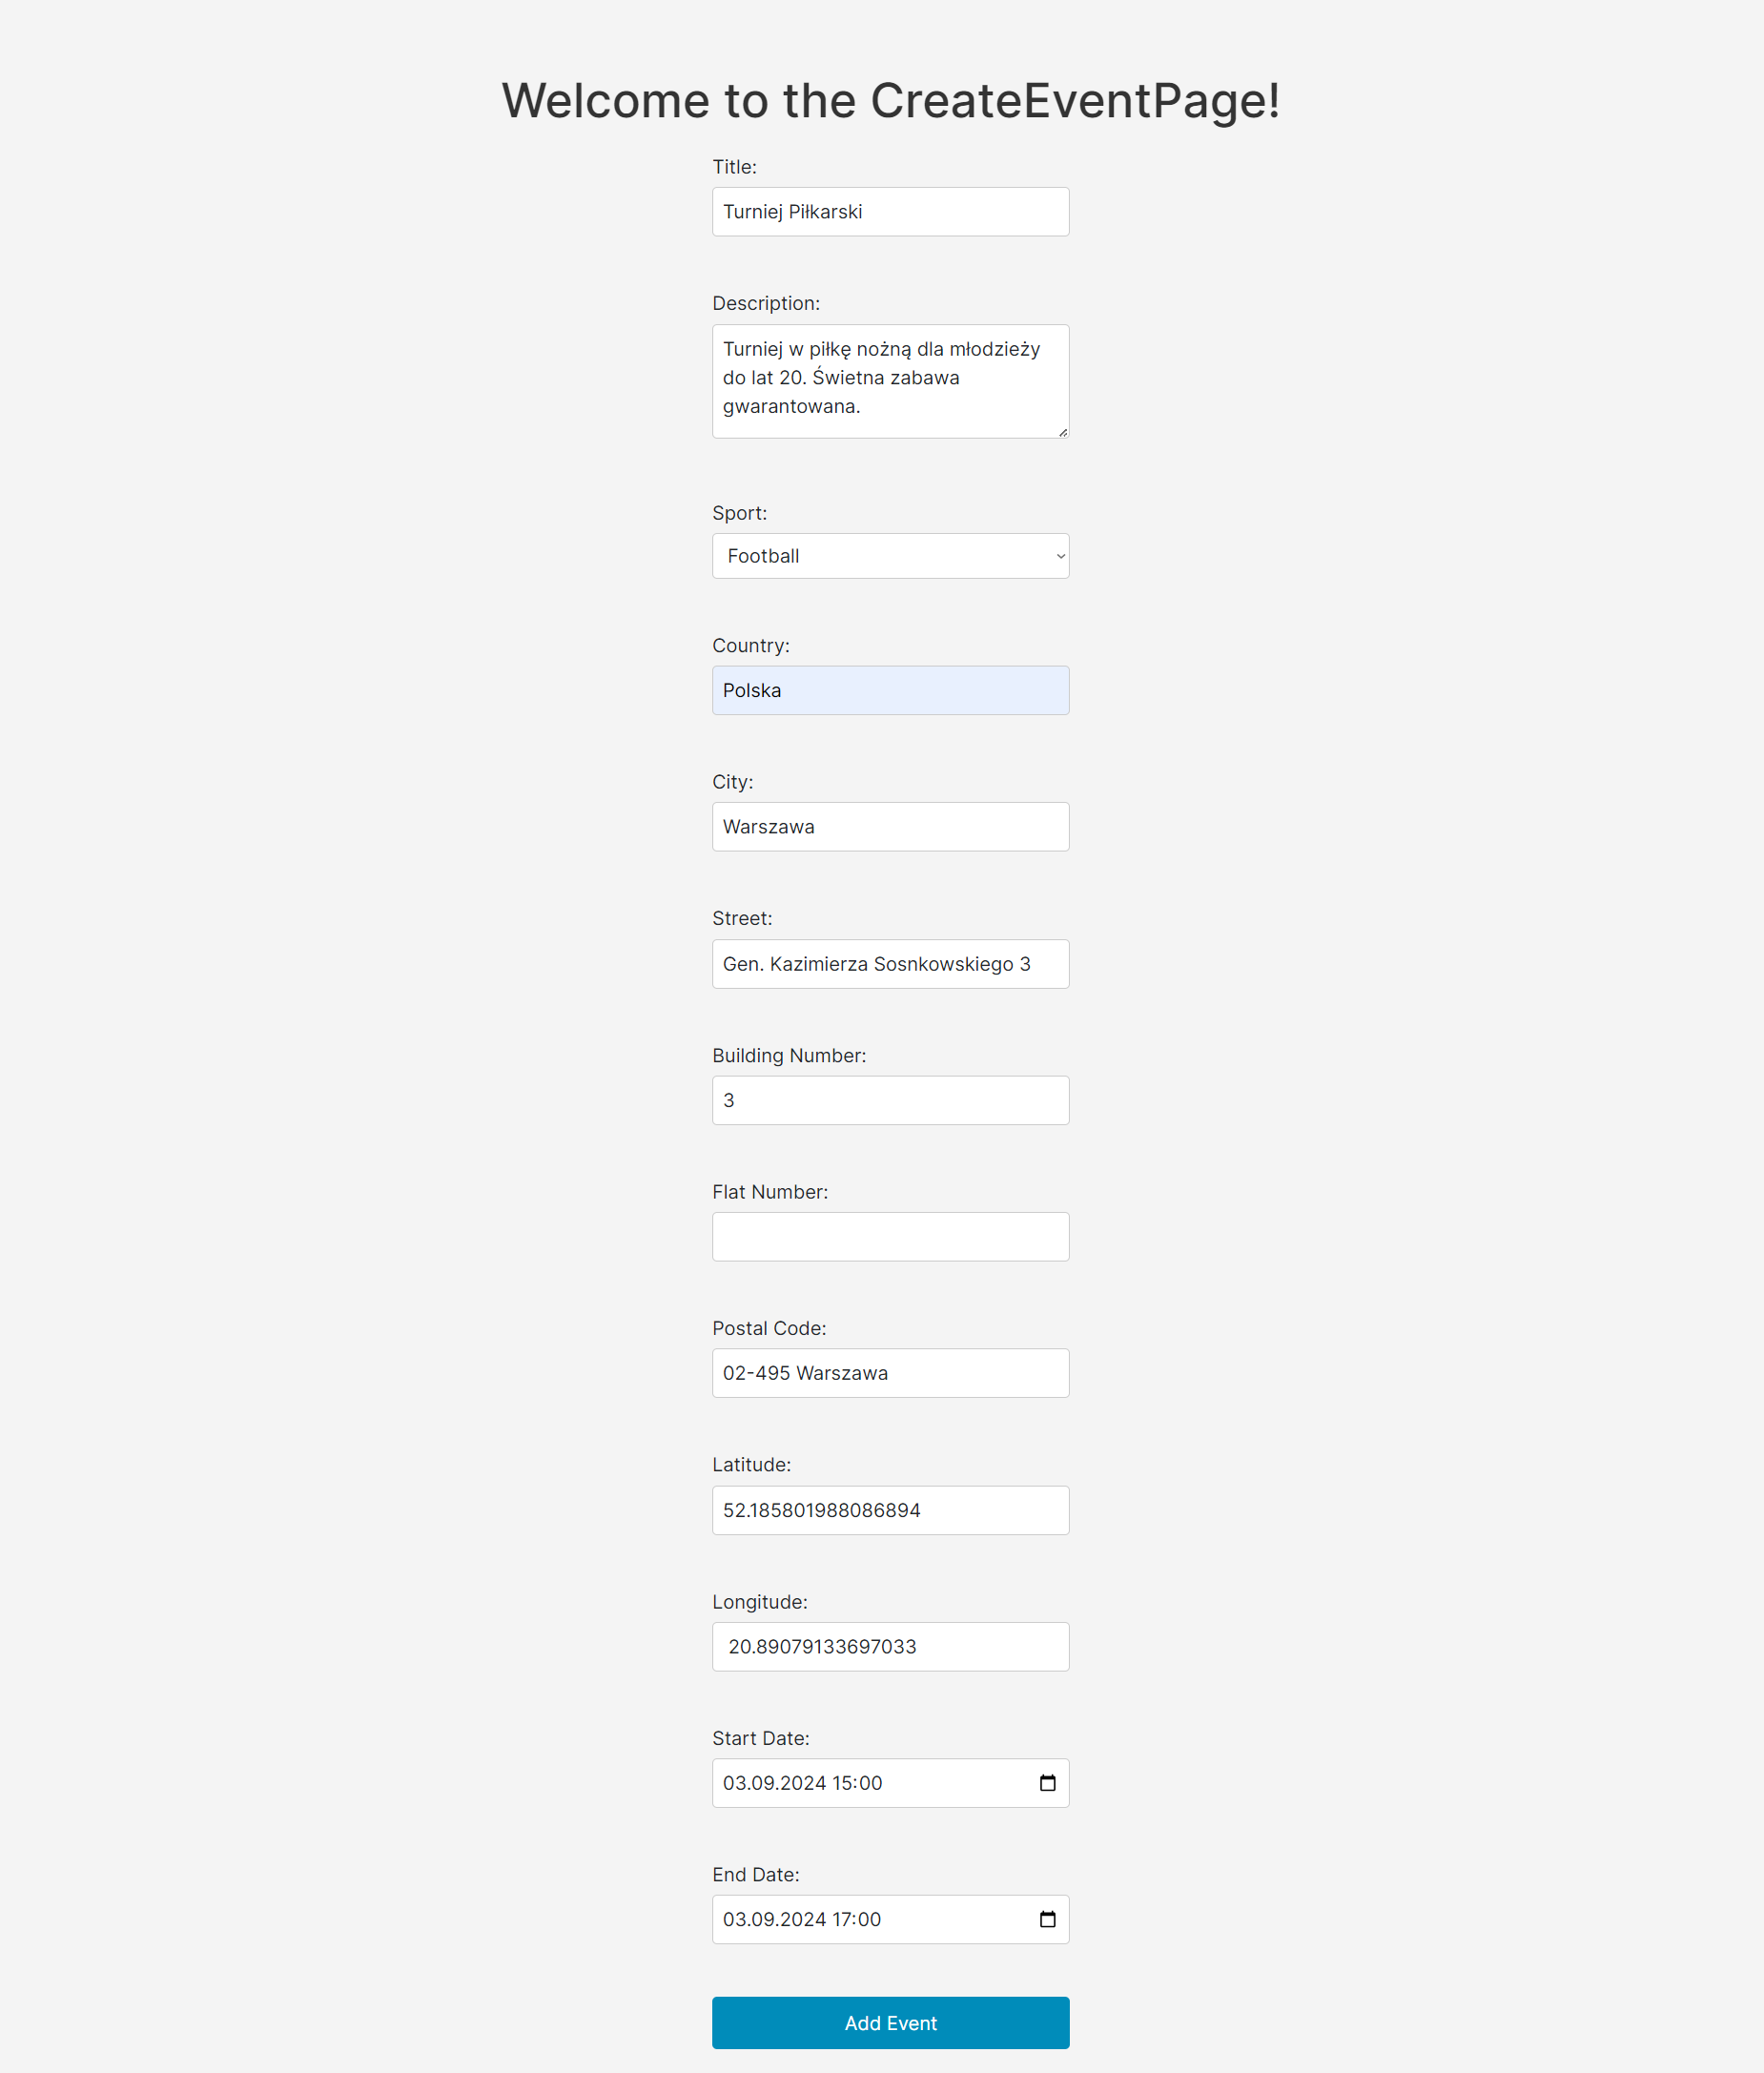 Welcome to the CreateEventPage!
Title:
Turniej Piłkarski
Description:
Turniej w piłkę nożną dla młodzieży
do lat 20. Świetna zabawa
gwarantowana.
Sport:
Football
Country:
Polska
City:
Warszawa
Street:
Gen. Kazimierza Sosnkowskiego 3
Building Number:
3
Flat Number:
Postal Code:
02-495 Warszawa
Latitude:
52.185801988086894
Longitude:
20.89079133697033
Start Date:
03.09.2024 15:00
End Date:
03.09.2024 17:00
Add Event